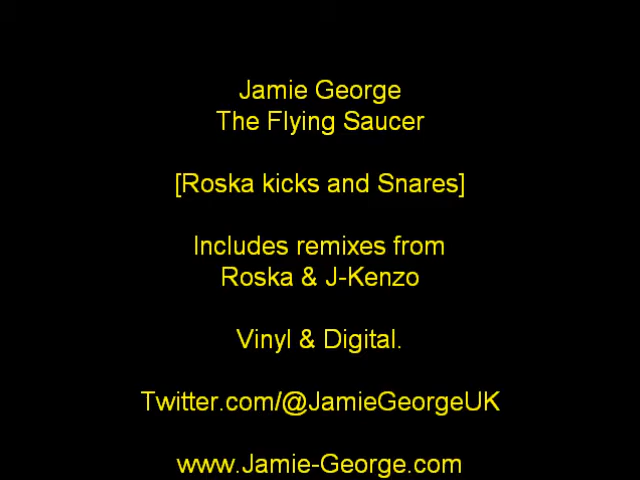 Jamie George
The Flying Saucer
[Roska kicks and Snares]
Includes remixes from
Roska & J-Kenzo
Vinyl & Digital.
Twitter.com/@JamieGeorgeUK
www.Jamie-George.com